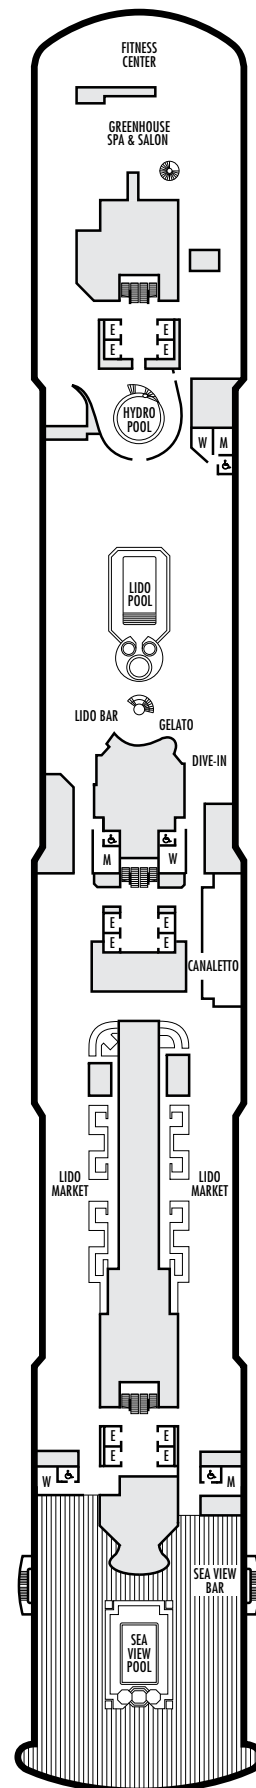 FITNESS
CENTER
GREENHOUSE
SPA & SALON
E E
E E
HYDRO
POOL
W M
LIDO
POOL
LIDO BAR
GELATO
DIVE-IN
M W
E E
E E
CANALETTO
LIDO
MARKET
LIDO
MARKET
E E
E E
W M
SEA VIEW
BAR
SEA
VIEW
POOL